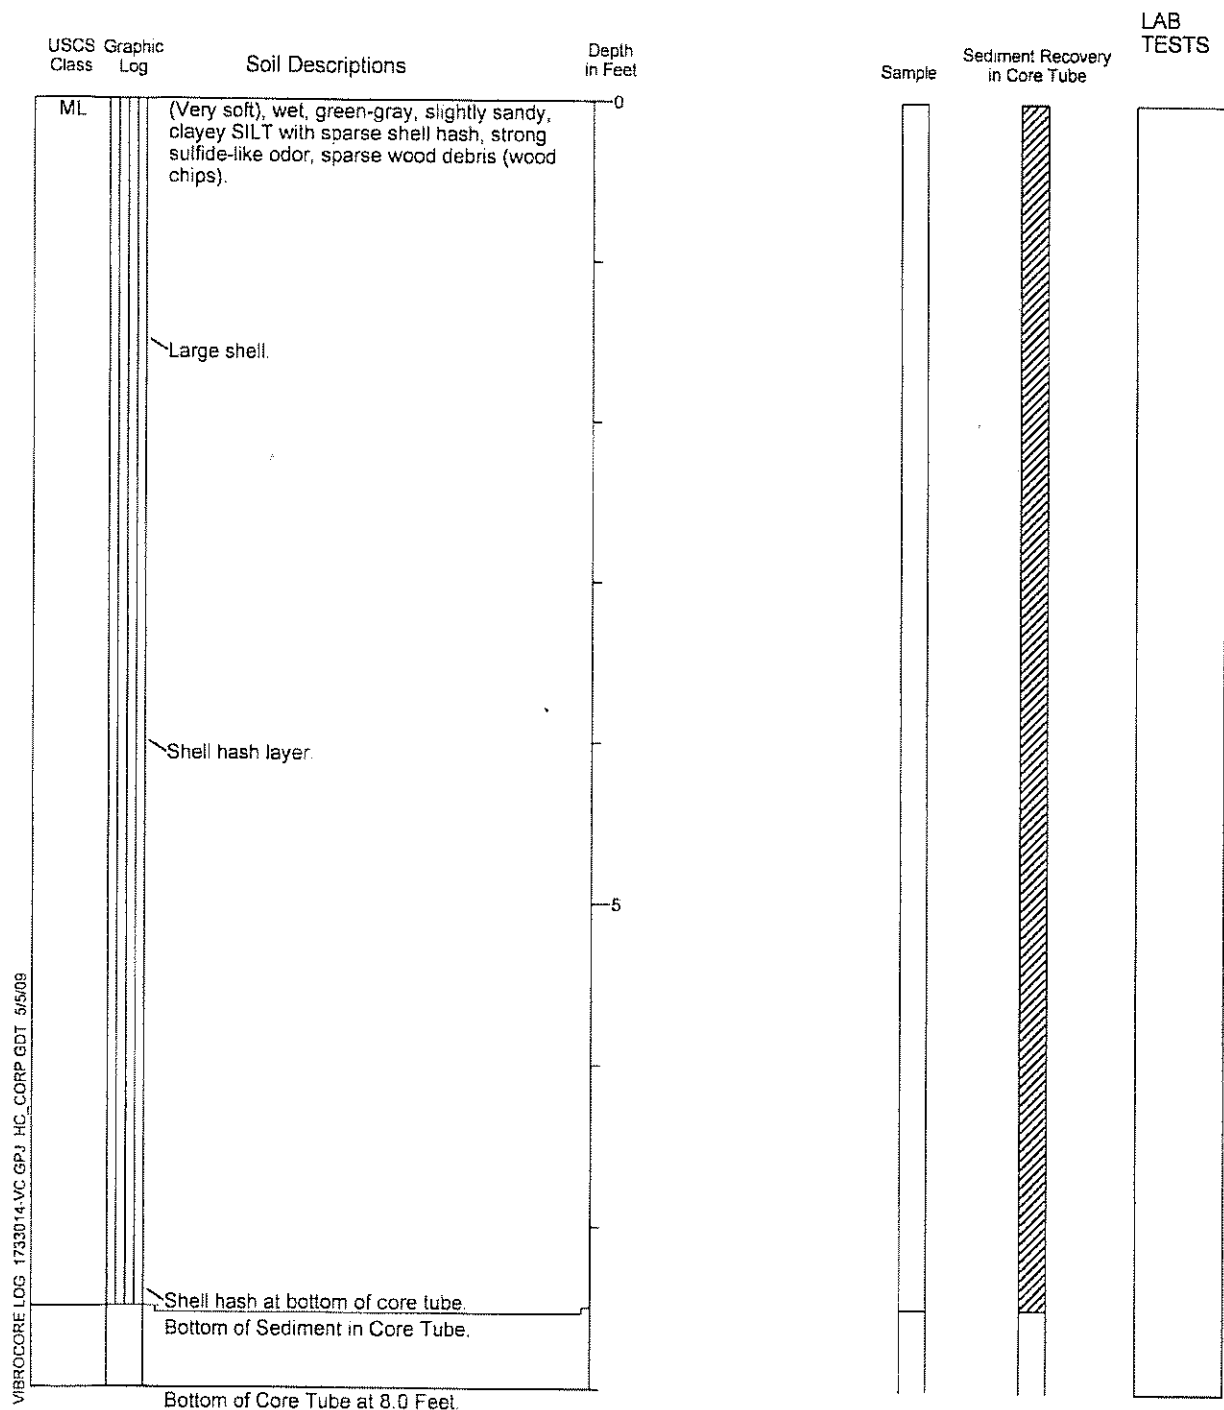 LAB
TESTS
USCS Class
Graphic Log
Soil Descriptions
Depth in Feet
Sample
Sediment Recovery in Core Tube
ML
(Very soft), wet, green-gray, slightly sandy,
clayey SILT with sparse shell hash, strong
sulfide-like odor, sparse wood debris (wood
chips).
0
Large shell.
Shell hash layer.
5
Shell hash at bottom of core tube.
Bottom of Sediment in Core Tube.
Bottom of Core Tube at 8.0 Feet.
VIBROCORE LOG 1733014-VC GPJ HC_CORP GDT 5/5/09